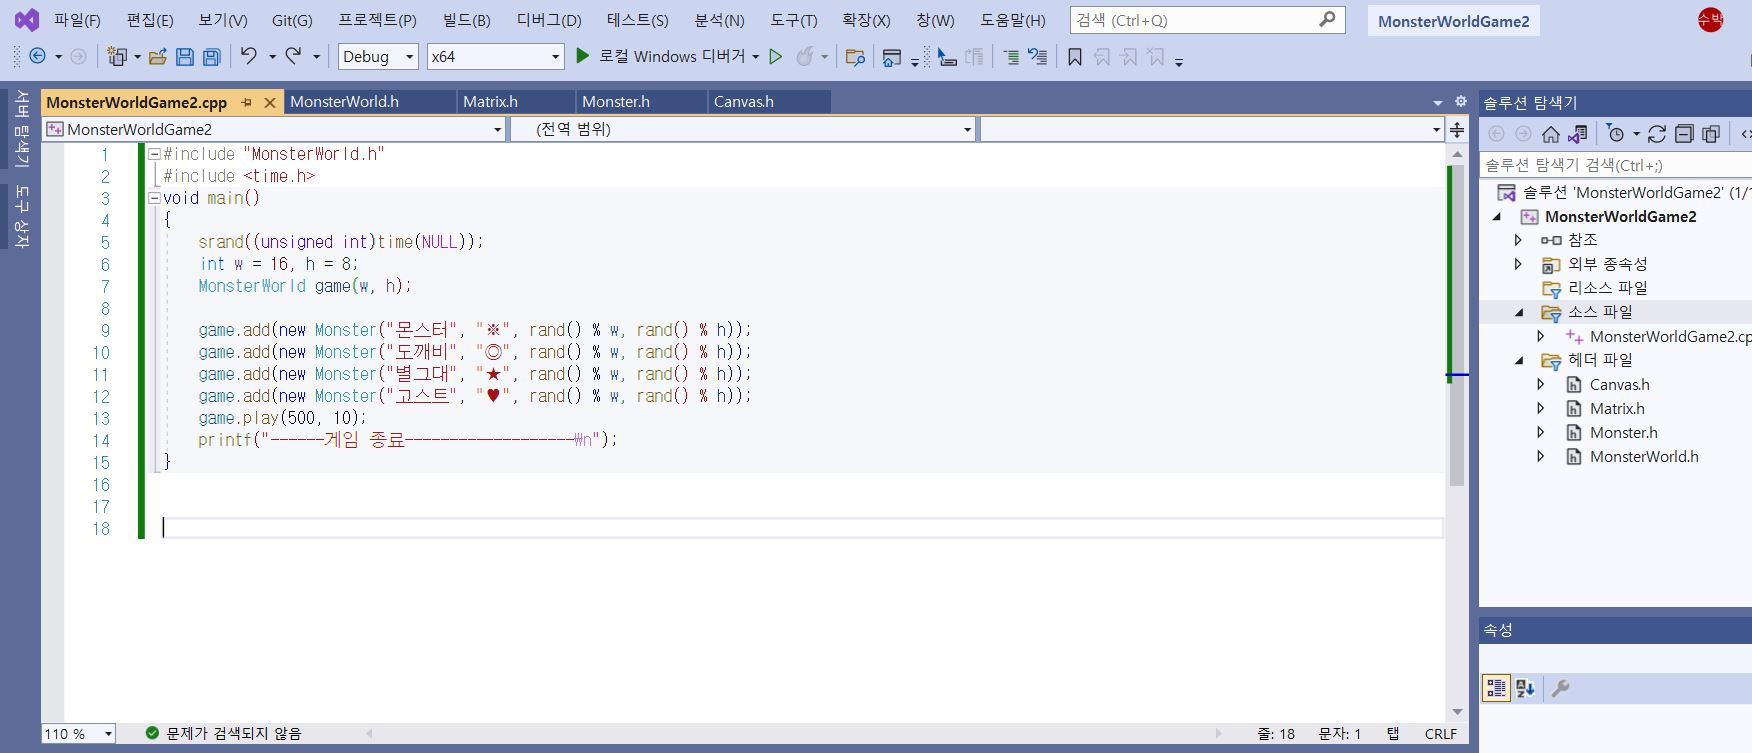 파일(F) 편집(E) 보기(V) Git(G) 프로젝트(P) 빌드(B) 디버그(D) 테스트(S) 분석(N) 도구(T) 확장(X) 창(W) 도움말(H) 검색 (Ctrl+Q) MonsterWorldGame2 수박
Debug x64 로컬 Windows 디버거
서버 탐색기
도구 상자
MonsterWorldGame2.cpp MonsterWorld.h Matrix.h Monster.h Canvas.h
MonsterWorldGame2 (전역 범위)
1 #include "MonsterWorld.h"
2 #include <time.h>
3 void main()
4 {
5 srand((unsigned int)time(NULL));
6 int w = 16, h = 8;
7 MonsterWorld game(w, h);
8
9 game.add(new Monster("몬스터", "※", rand() % w, rand() % h));
10 game.add(new Monster("도깨비", "◎", rand() % w, rand() % h));
11 game.add(new Monster("별그대", "★", rand() % w, rand() % h));
12 game.add(new Monster("고스트", "♥", rand() % w, rand() % h));
13 game.play(500, 10);
14 printf("------게임 종료-------------------₩n");
15 }
16
17
18
110 % 문제가 검색되지 않음 줄: 18 문자: 1 탭 CRLF
솔루션 탐색기
솔루션 탐색기 검색(Ctrl+;)
솔루션 'MonsterWorldGame2' (1/1
MonsterWorldGame2
참조
외부 종속성
리소스 파일
소스 파일
MonsterWorldGame2.cp
헤더 파일
Canvas.h
Matrix.h
Monster.h
MonsterWorld.h
속성